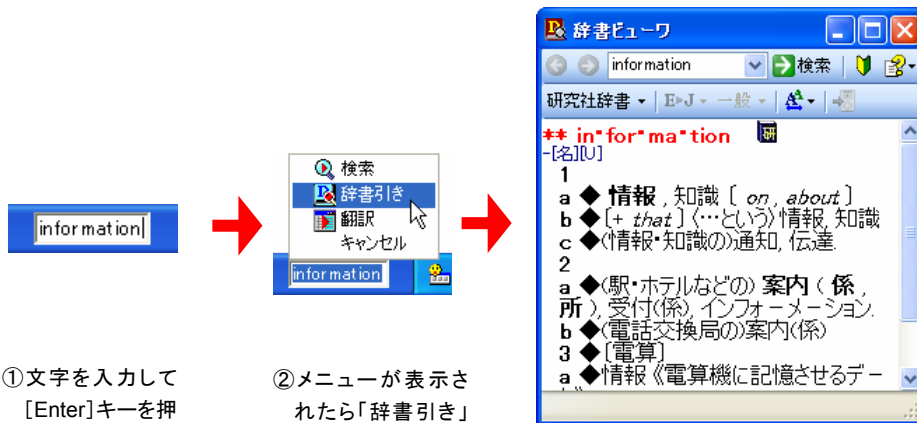 information
①文字を入力して
[Enter]キーを押
検索
辞書引き
翻訳
キャンセル
information
②メニューが表示さ
れたら「辞書引き」
辞書ビューワ
information 検索
研究社辞書 E▶J 一般
** in･for･ma･tion 研
-[名][U]
1
a ◆ 情報 , 知識 〔 on, about 〕
b ◆〔+ that 〕〈…という〉情報, 知識
c ◆(情報･知識の)通知, 伝達.
2
a ◆(駅･ホテルなどの) 案内 ( 係 ,
所 ), 受付(係), インフォーメーション.
b ◆(電話交換局の)案内(係)
3 ◆〔電算〕
a ◆情報 《電算機に記憶させるデー